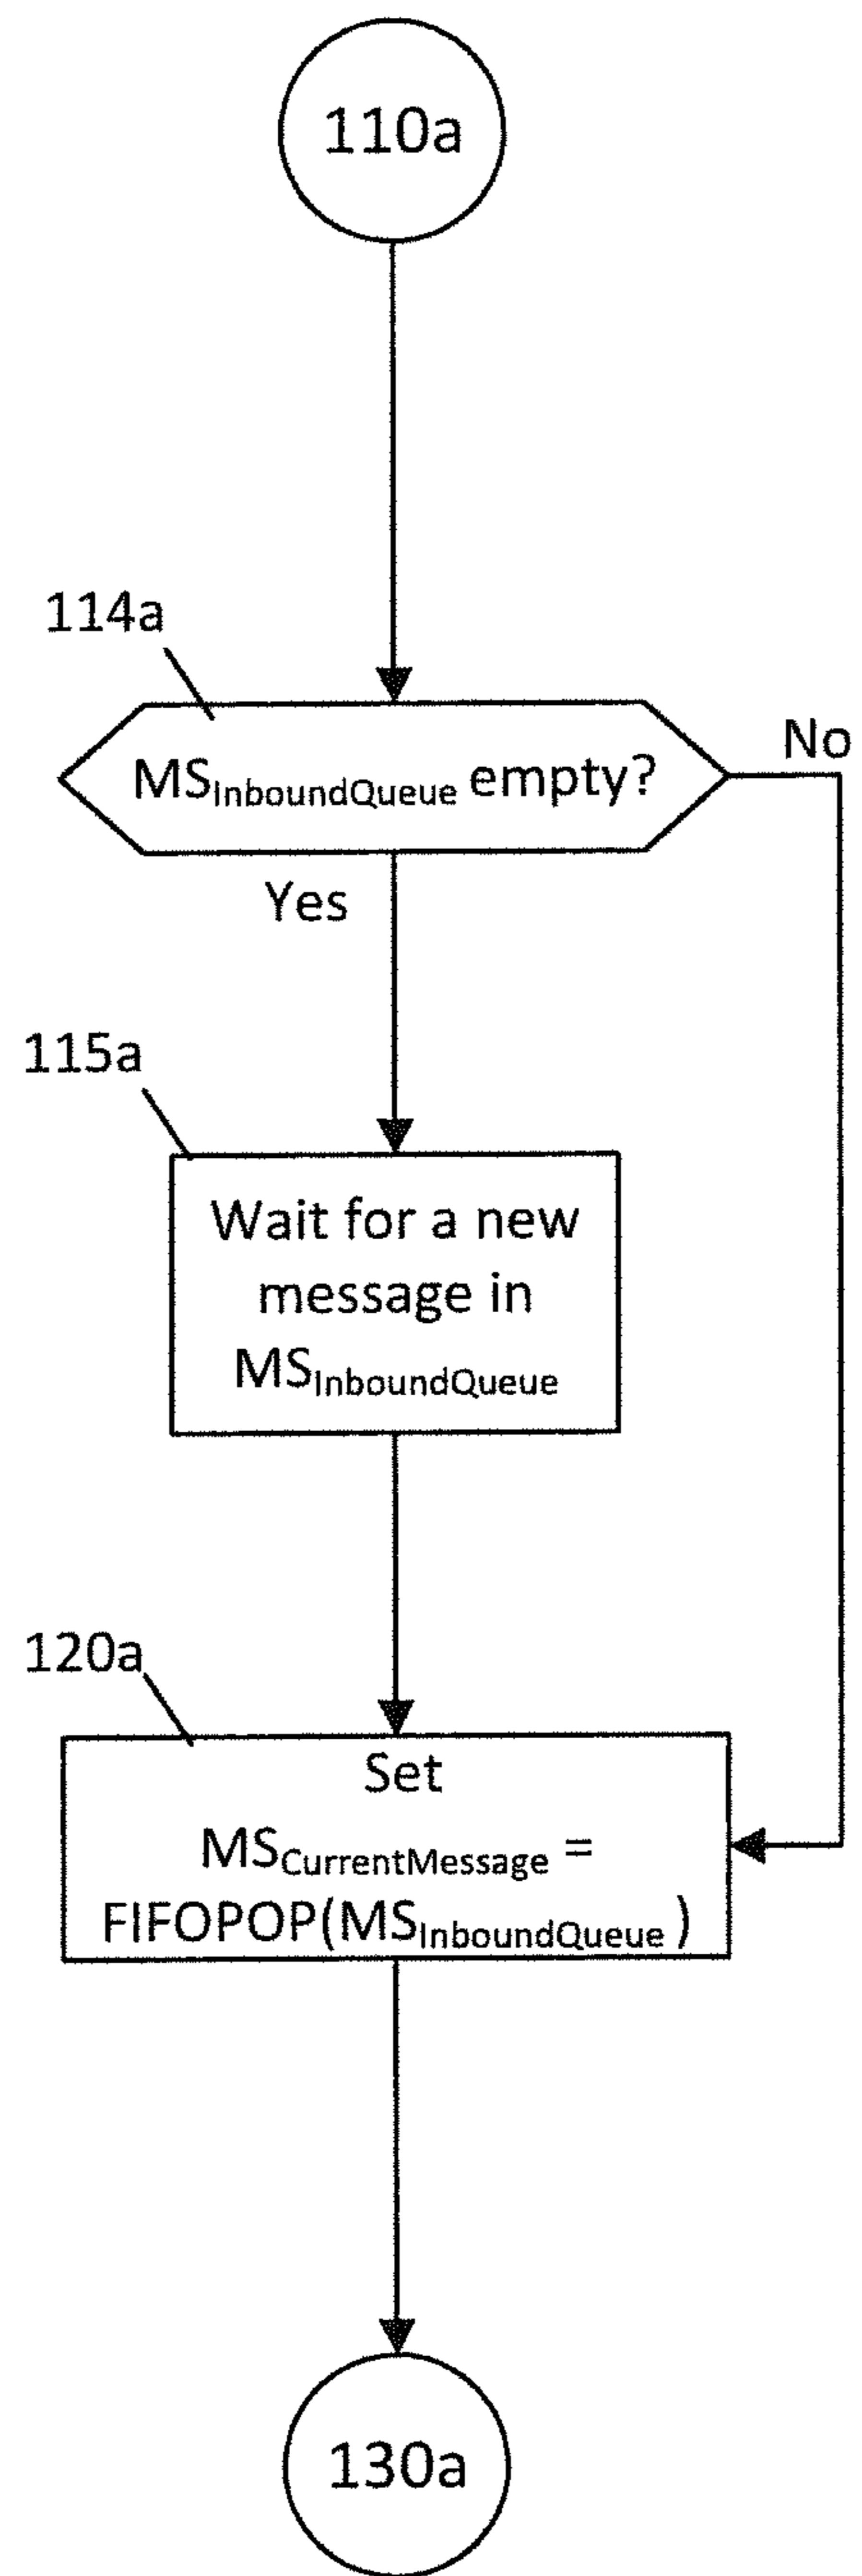 110a
114a
MSInboundQueue empty?
No
Yes
115a
Wait for a new
message in
MSInboundQueue
120a
Set
MSCurrentMessage =
FIFOPOP(MSInboundQueue )
130a